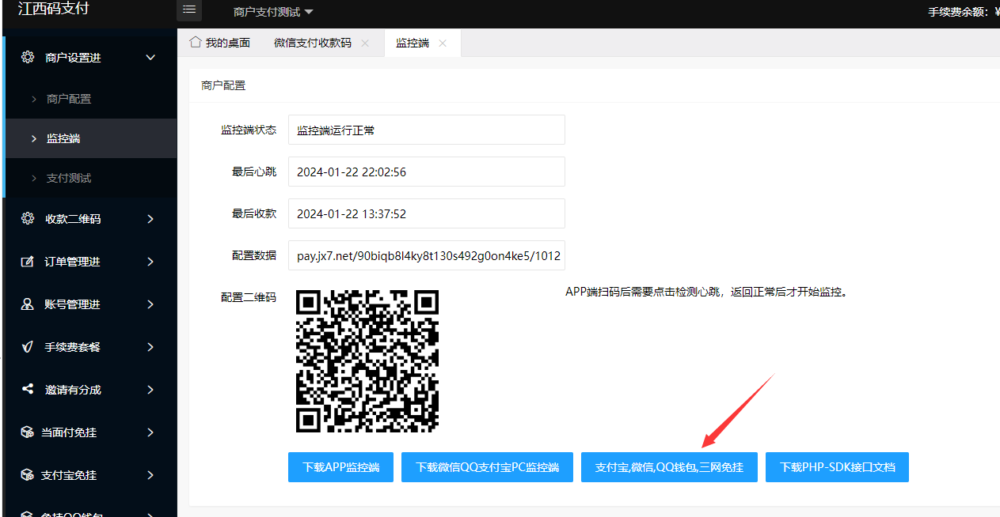 江西码支付
商户支付测试
手续费余额：¥
我的桌面
微信支付收款码
监控端
商户设置进
商户配置
监控端
支付测试
收款二维码
订单管理进
账号管理进
手续费套餐
邀请有分成
当面付免挂
支付宝免挂
免挂QQ钱包
商户配置
监控端状态
监控端运行正常
最后心跳
2024-01-22 22:02:56
最后收款
2024-01-22 13:37:52
配置数据
pay.jx7.net/90biqb8l4ky8t130s492g0on4ke5/1012
配置二维码
APP端扫码后需要点击检测心跳，返回正常后才开始监控。
下载APP监控端
下载微信QQ支付宝PC监控端
支付宝,微信,QQ钱包,三网免挂
下载PHP-SDK接口文档